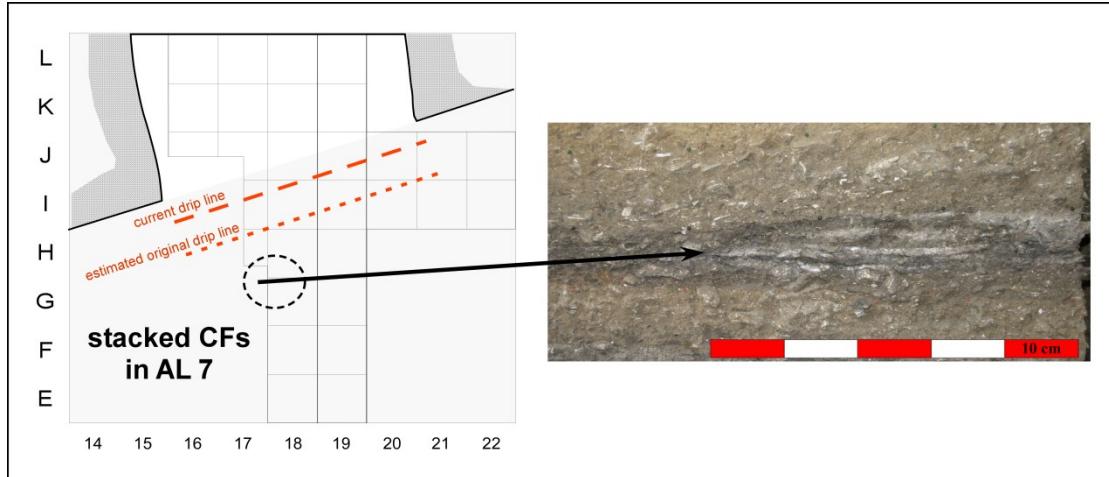 L
K
J
I
H
G
F
E
current drip line
estimated original drip line
stacked CFs
in AL 7
14 15 16 17 18 19 20 21 22
10 cm